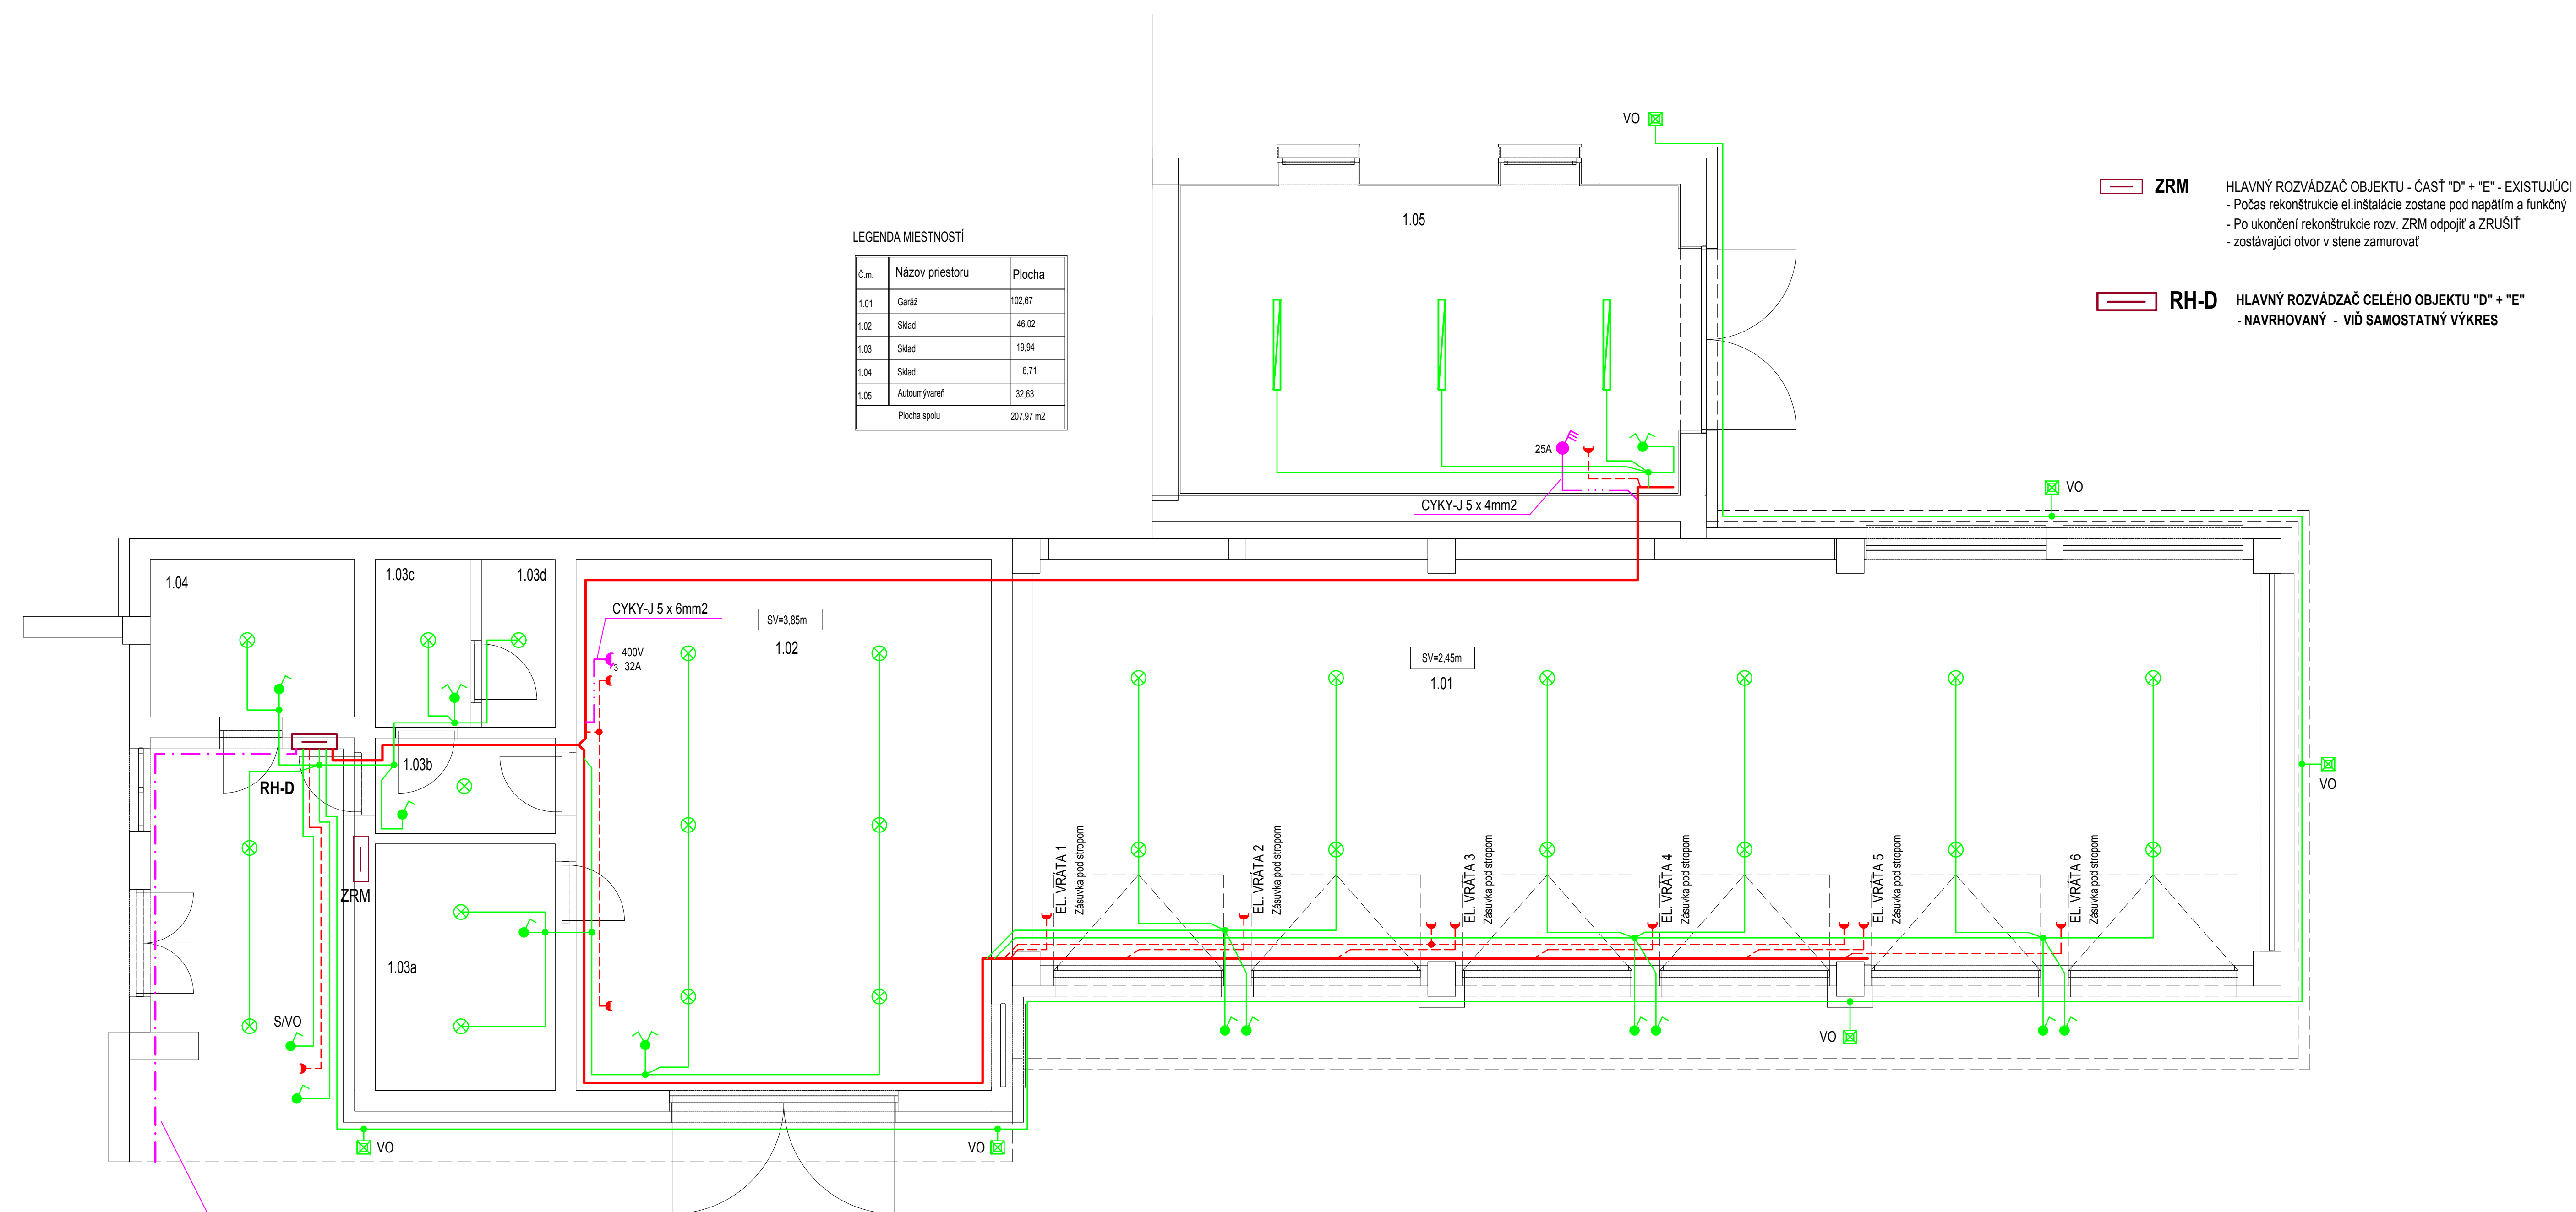 VO
ZRM
HLAVNÝ ROZVÁDZAČ OBJEKTU - ČASŤ "D" + "E" - EXISTUJÚCI
- Počas rekonštrukcie el.inštalácie zostane pod napätím a funkčný
- Po ukončení rekonštrukcie rozv. ZRM odpojiť a ZRUŠIŤ
- zostávajúci otvor v stene zamurovať
RH-D
HLAVNÝ ROZVÁDZAČ CELÉHO OBJEKTU "D" + "E"
- NAVRHOVANÝ - VIĎ SAMOSTATNÝ VÝKRES
LEGENDA MIESTNOSTÍ
Č.m. Názov priestoru Plocha
1.01 Garáž 102,67
1.02 Sklad 46,02
1.03 Sklad 19,94
1.04 Sklad 6,71
1.05 Autoumývareň 32,63
Plocha spolu 207,97 m2
1.05
25A
CYKY-J 5 x 4mm2
VO
1.04
1.03c
1.03d
CYKY-J 5 x 6mm2
SV=3,85m
1.02
400V
3 32A
SV=2,45m
1.01
1.03b
RH-D
VO
ZRM
EL. VRÁTA 1
Zásuvka pod stropom
EL. VRÁTA 2
Zásuvka pod stropom
EL. VRÁTA 3
Zásuvka pod stropom
EL. VRÁTA 4
Zásuvka pod stropom
EL. VRÁTA 5
Zásuvka pod stropom
EL. VRÁTA 6
Zásuvka pod stropom
1.03a
S/VO
VO
VO
VO